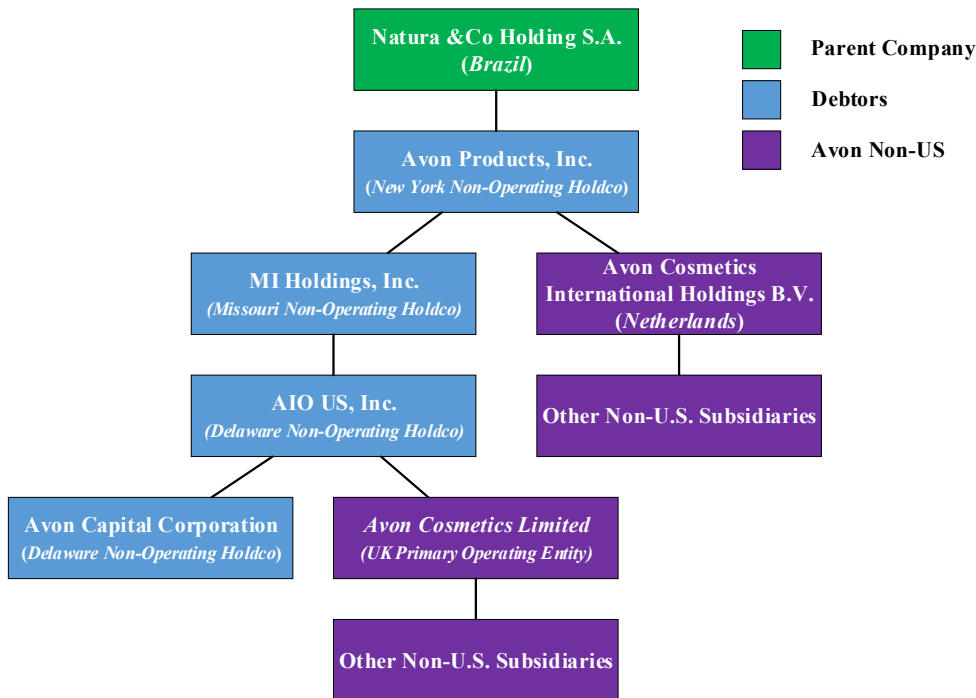 Natura &Co Holding S.A.
(Brazil)
Parent Company
Debtors
Avon Non-US
Avon Products, Inc.
(New York Non-Operating Holdco)
MI Holdings, Inc.
(Missouri Non-Operating Holdco)
Avon Cosmetics
International Holdings B.V.
(Netherlands)
AIO US, Inc.
(Delaware Non-Operating Holdco)
Other Non-U.S. Subsidiaries
Avon Capital Corporation
(Delaware Non-Operating Holdco)
Avon Cosmetics Limited
(UK Primary Operating Entity)
Other Non-U.S. Subsidiaries